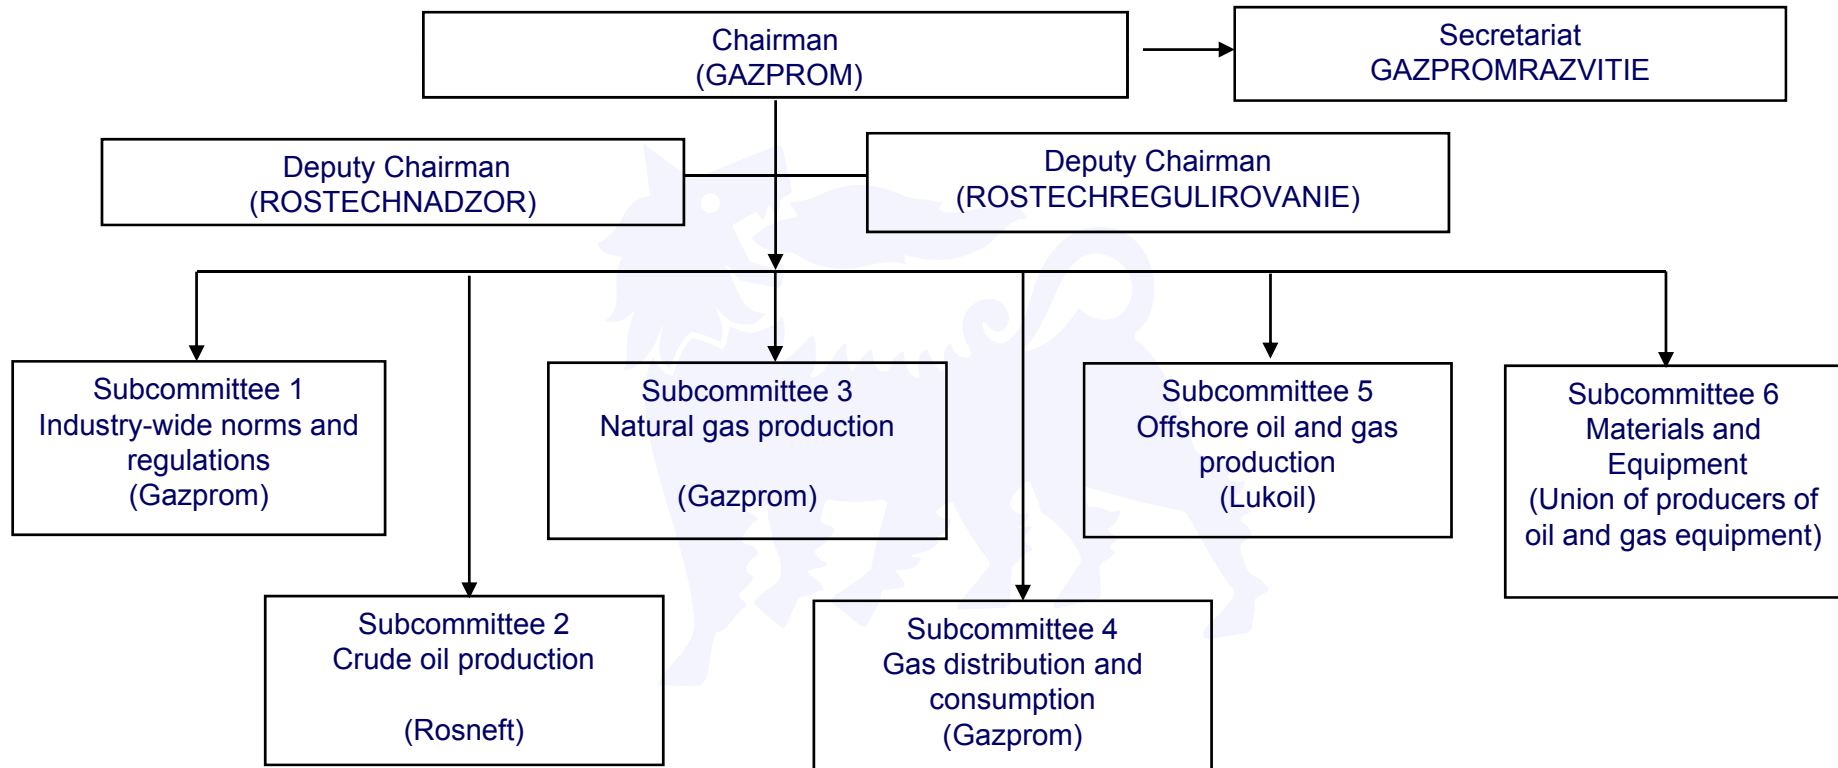 Chairman
(GAZPROM)
Secretariat
GAZPROMRAZVITIE
Deputy Chairman
(ROSTECHNADZOR)
Deputy Chairman
(ROSTECHREGULIROVANIE)
Subcommittee 1
Industry-wide norms and
regulations
(Gazprom)
Subcommittee 3
Natural gas production
(Gazprom)
Subcommittee 5
Offshore oil and gas
production
(Lukoil)
Subcommittee 6
Materials and
Equipment
(Union of producers of
oil and gas equipment)
Subcommittee 2
Crude oil production
(Rosneft)
Subcommittee 4
Gas distribution and
consumption
(Gazprom)